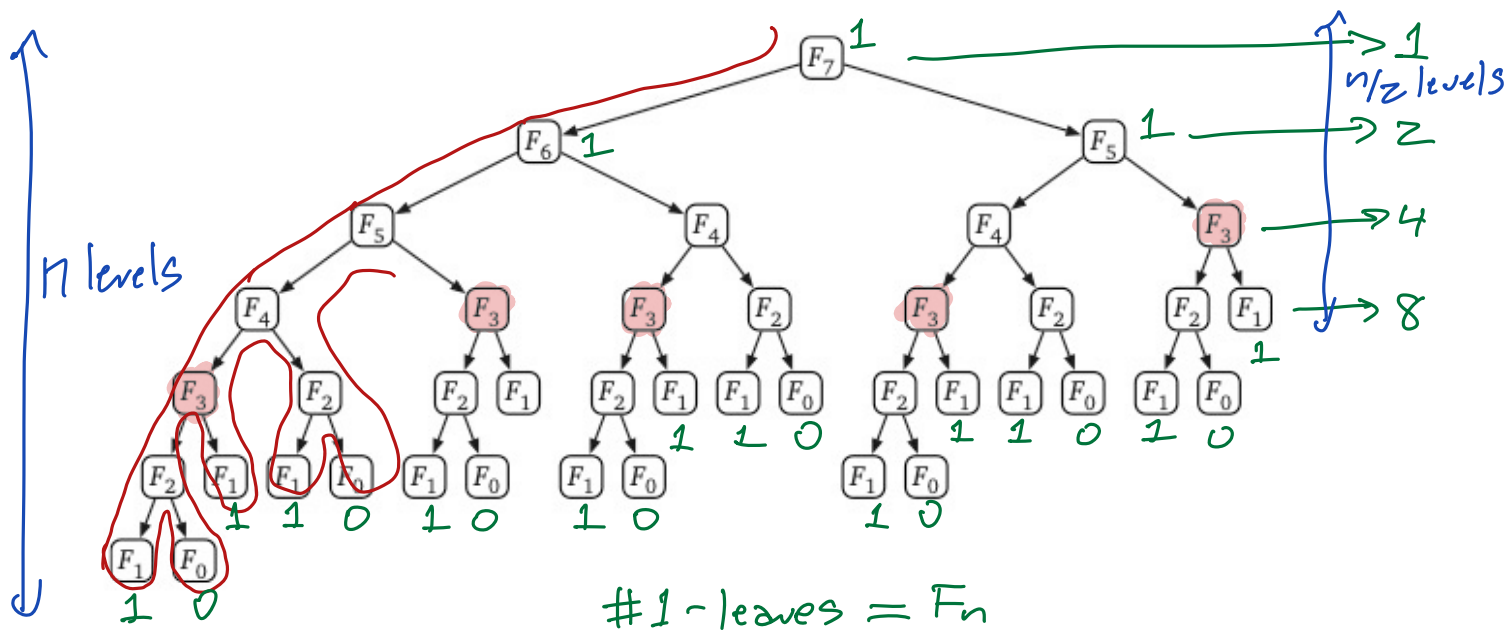 F7 1 1
n/2 levels
F6 1 F5 1 2
F5 F4 F4 F3 4
n levels
F4 F3 F3 F2 F3 F2 F2 F1 8
1
F3 F2 F2 F1 F2 F1 F1 F0 F2 F1 F1 F0 F1 F0
1 1 0 1 1 0 1 0
F2 F1 F1 F0 F1 F0 F1 F0 F1 F0
1 1 0 1 0 1 0 1 0
F1 F0
1 0
#1-leaves = Fn